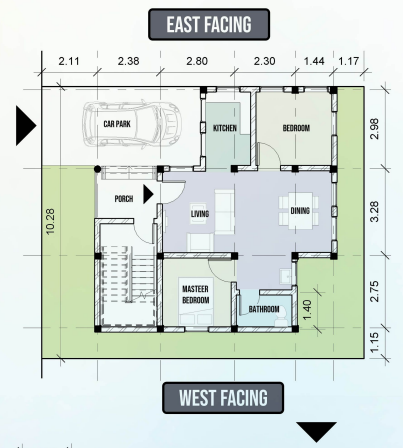 EAST FACING
2.11 2.38 2.80 2.30 1.44 1.17
CAR PARK
KITCHEN
BEDROOM
2.98
PORCH
LIVING
DINING
3.28
10.28
MASTEER
BEDROOM
BATHROOM
1.40
2.75
1.15
WEST FACING